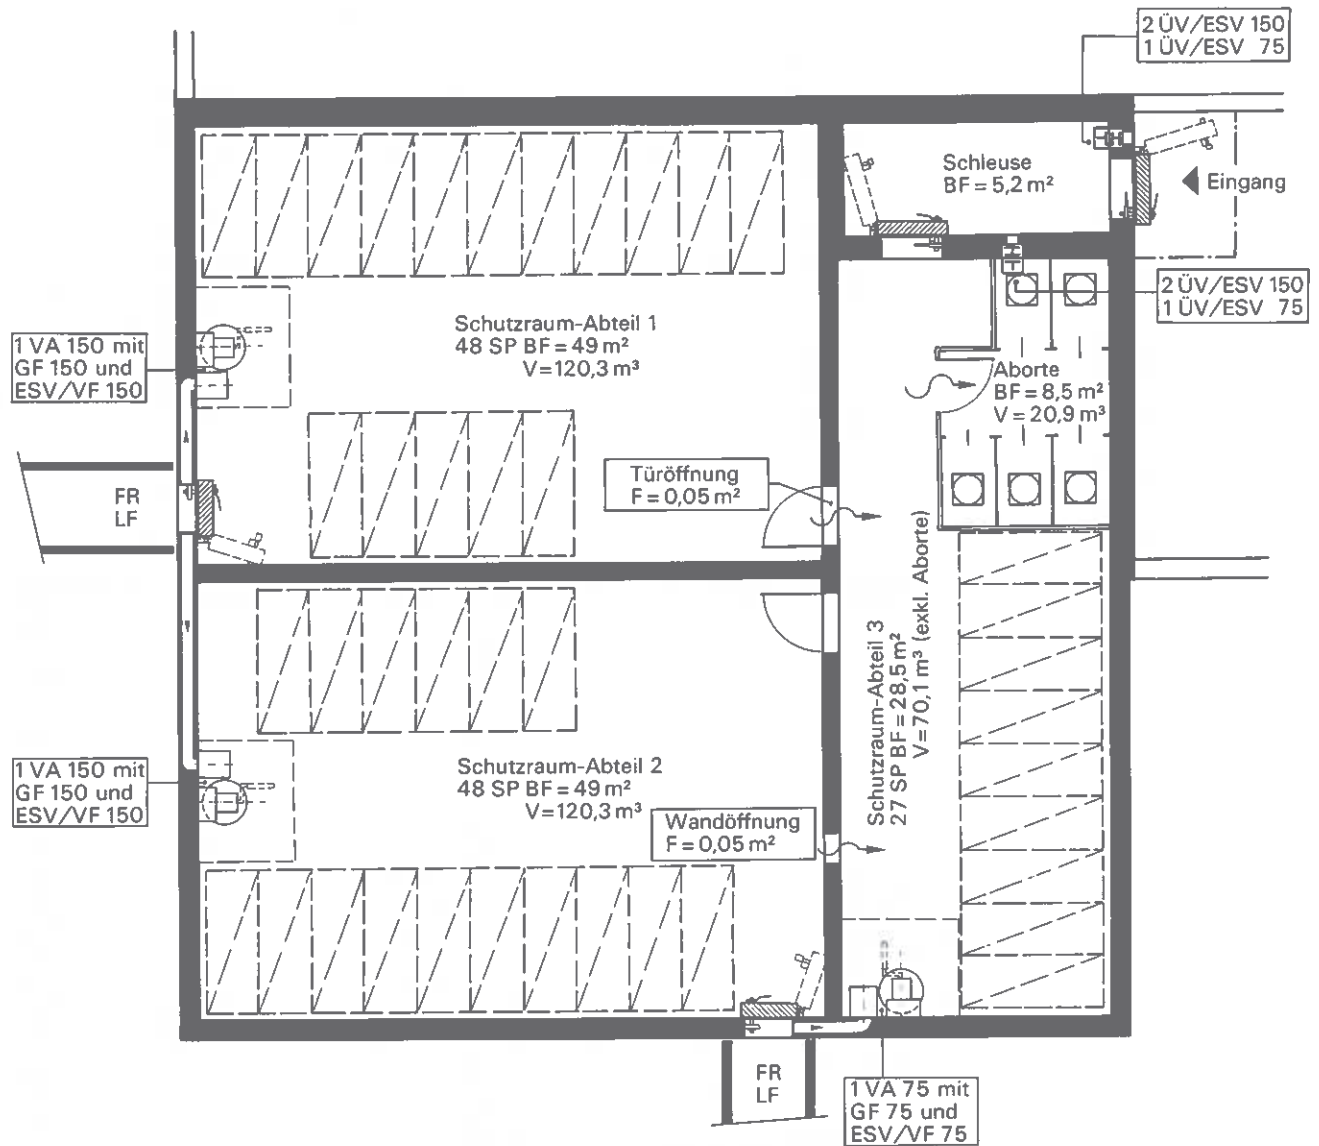 2 ÜV/ESV 150
1 ÜV/ESV 75
Schleuse
BF = 5,2 m²
Eingang
2 ÜV/ESV 150
1 ÜV/ESV 75
Schutzraum-Abteil 1
48 SP BF = 49 m²
V = 120,3 m³
1 VA 150 mit
GF 150 und
ESV/VF 150
Aborte
BF = 8,5 m²
V = 20,9 m³
Türöffnung
F = 0,05 m²
FR
LF
Schutzraum-Abteil 3
27 SP BF = 28,5 m²
V = 70,1 m³ (exkl. Aborte)
1 VA 150 mit
GF 150 und
ESV/VF 150
Schutzraum-Abteil 2
48 SP BF = 49 m²
V = 120,3 m³
Wandöffnung
F = 0,05 m²
FR
LF
1 VA 75 mit
GF 75 und
ESV/VF 75